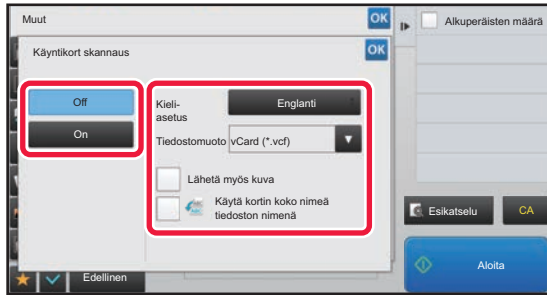 Muut
OK
Alkuperäisten määrä
Käyntikort skannaus
OK
Off
On
Kieli-
asetus
Englanti
Tiedostomuoto
vCard (*.vcf)
Lähetä myös kuva
Käytä kortin koko nimeä
tiedoston nimenä
Esikatselu
CA
Edellinen
Aloita